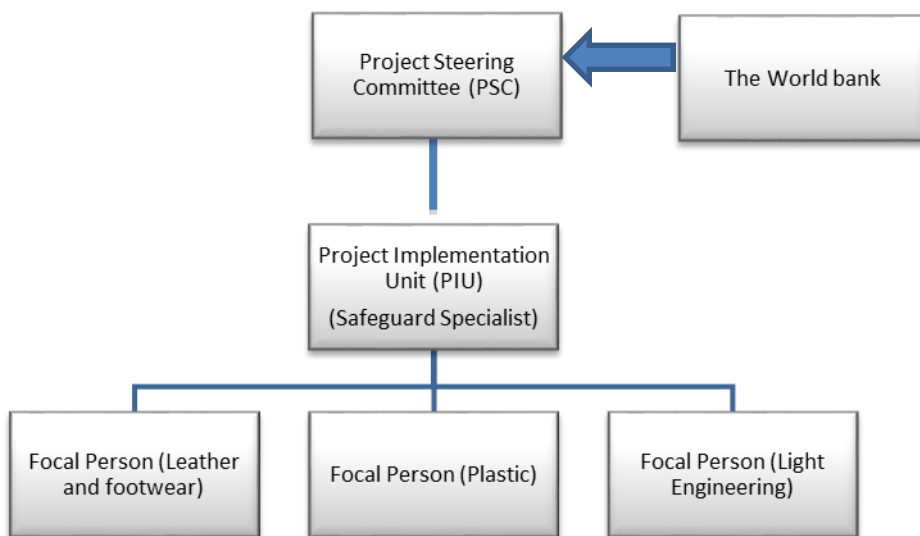 Project Steering
Committee (PSC)
The World bank
Project Implementation
Unit (PIU)
(Safeguard Specialist)
Focal Person (Leather
and footwear)
Focal Person (Plastic)
Focal Person (Light
Engineering)